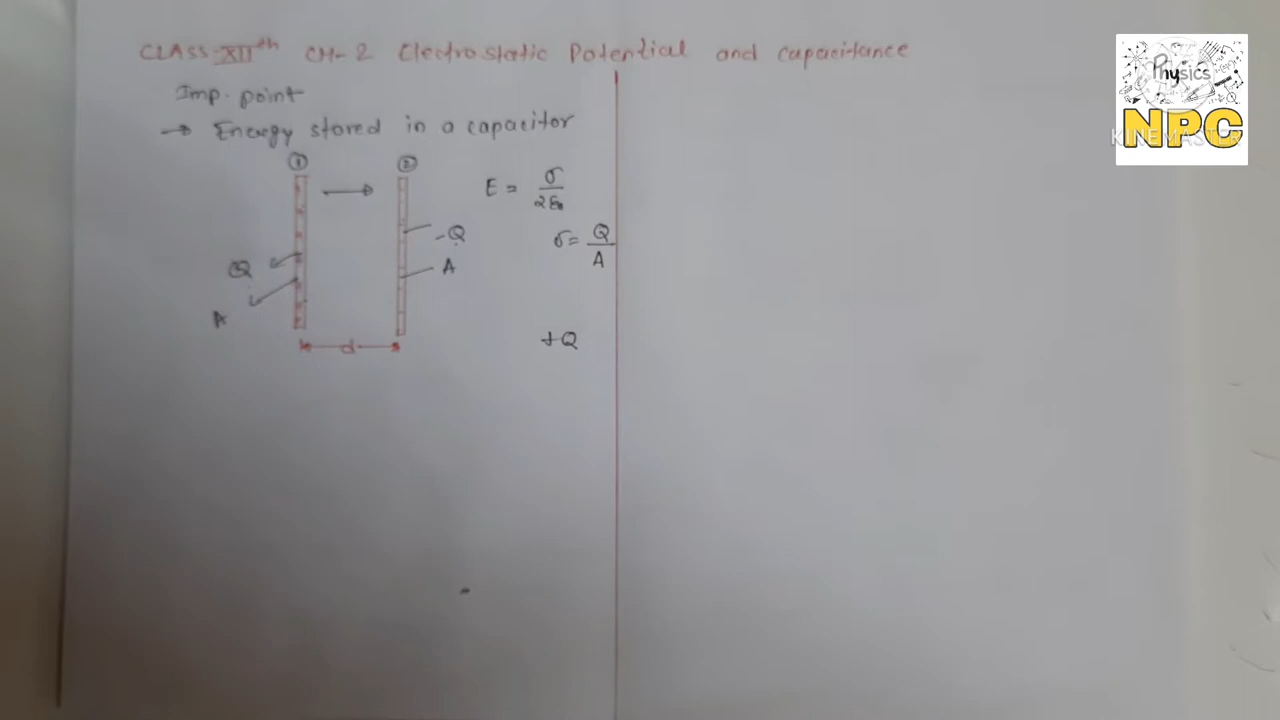 CLASS-XIIth CH-2 Electrostatic Potential and capacitance
Imp. point
→ Energy stored in a capacitor
① ②
E = σ/2ε₀
-Q
σ = Q/A
Q
A
A
+Q
d
Physics
NPC
KINEMASTER